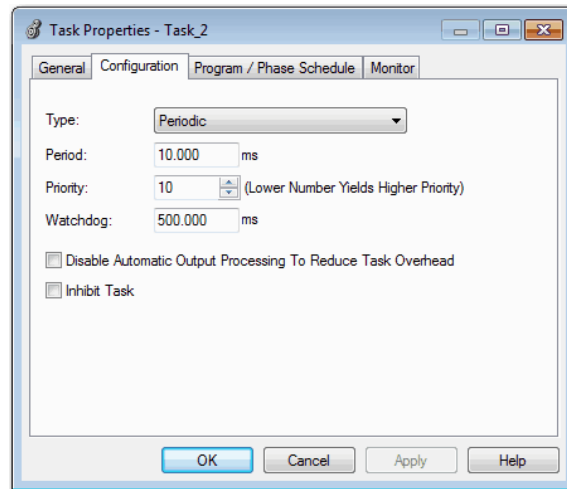 Task Properties - Task_2
General Configuration Program / Phase Schedule Monitor
Type: Periodic
Period: 10.000 ms
Priority: 10 (Lower Number Yields Higher Priority)
Watchdog: 500.000 ms
Disable Automatic Output Processing To Reduce Task Overhead
Inhibit Task
OK Cancel Apply Help